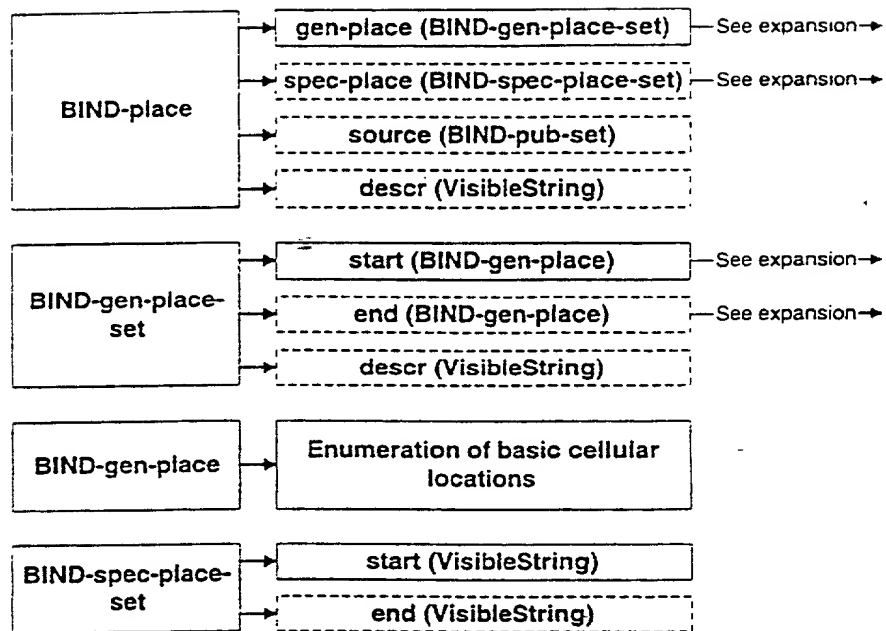 gen-place (BIND-gen-place-set) See expansion
spec-place (BIND-spec-place-set) See expansion
BIND-place
source (BIND-pub-set)
descr (VisibleString)
start (BIND-gen-place) See expansion
BIND-gen-place-
set
end (BIND-gen-place) See expansion
descr (VisibleString)
BIND-gen-place
Enumeration of basic cellular
locations
start (VisibleString)
BIND-spec-place-
set
end (VisibleString)